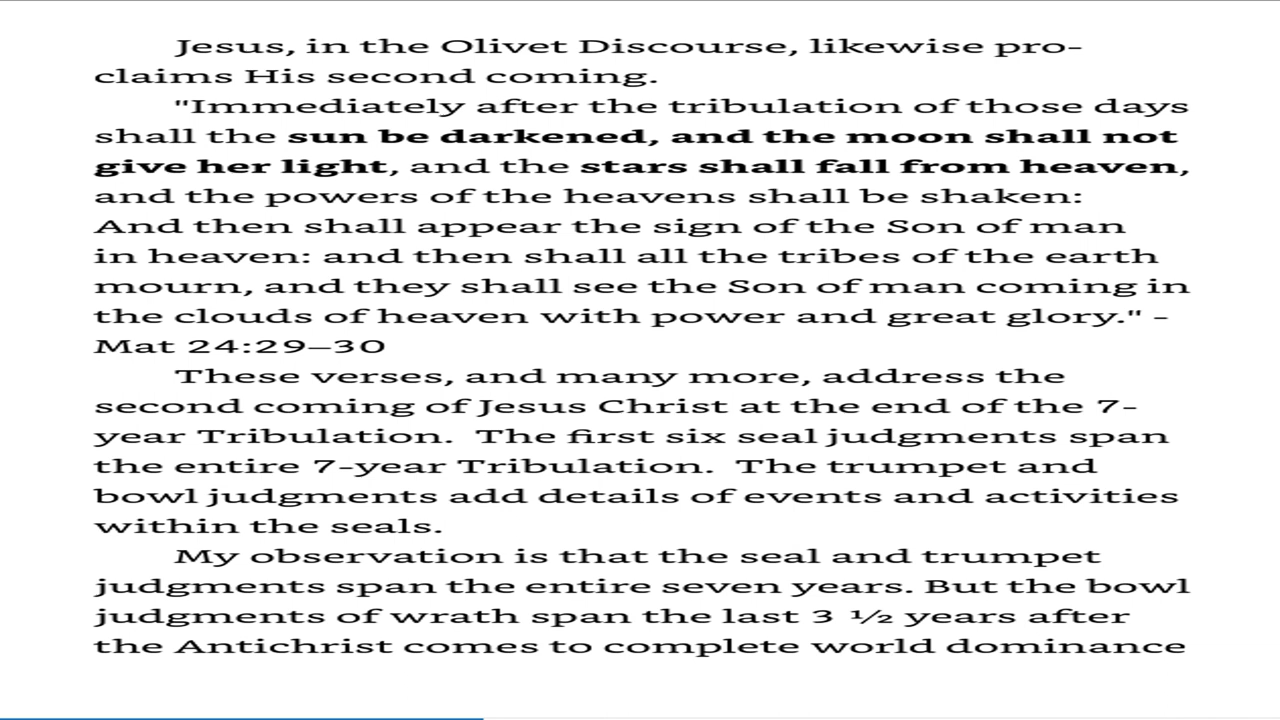 Jesus, in the Olivet Discourse, likewise pro-
claims His second coming.
"Immediately after the tribulation of those days
shall the sun be darkened, and the moon shall not
give her light, and the stars shall fall from heaven,
and the powers of the heavens shall be shaken:
And then shall appear the sign of the Son of man
in heaven: and then shall all the tribes of the earth
mourn, and they shall see the Son of man coming in
the clouds of heaven with power and great glory." -
Mat 24:29–30
These verses, and many more, address the
second coming of Jesus Christ at the end of the 7-
year Tribulation.  The first six seal judgments span
the entire 7-year Tribulation.  The trumpet and
bowl judgments add details of events and activities
within the seals.
My observation is that the seal and trumpet
judgments span the entire seven years. But the bowl
judgments of wrath span the last 3 ½ years after
the Antichrist comes to complete world dominance